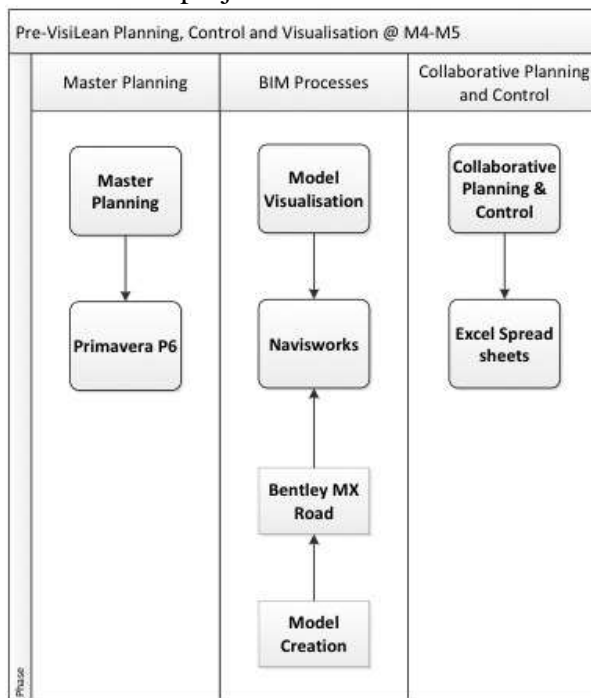 Pre-VisiLean Planning, Control and Visualisation @ M4-M5
Master Planning
BIM Processes
Collaborative Planning
and Control
Master
Planning
Model
Visualisation
Collaborative
Planning &
Control
Primavera P6
Navisworks
Excel Spread
sheets
Bentley MX
Road
Model
Creation
Phase